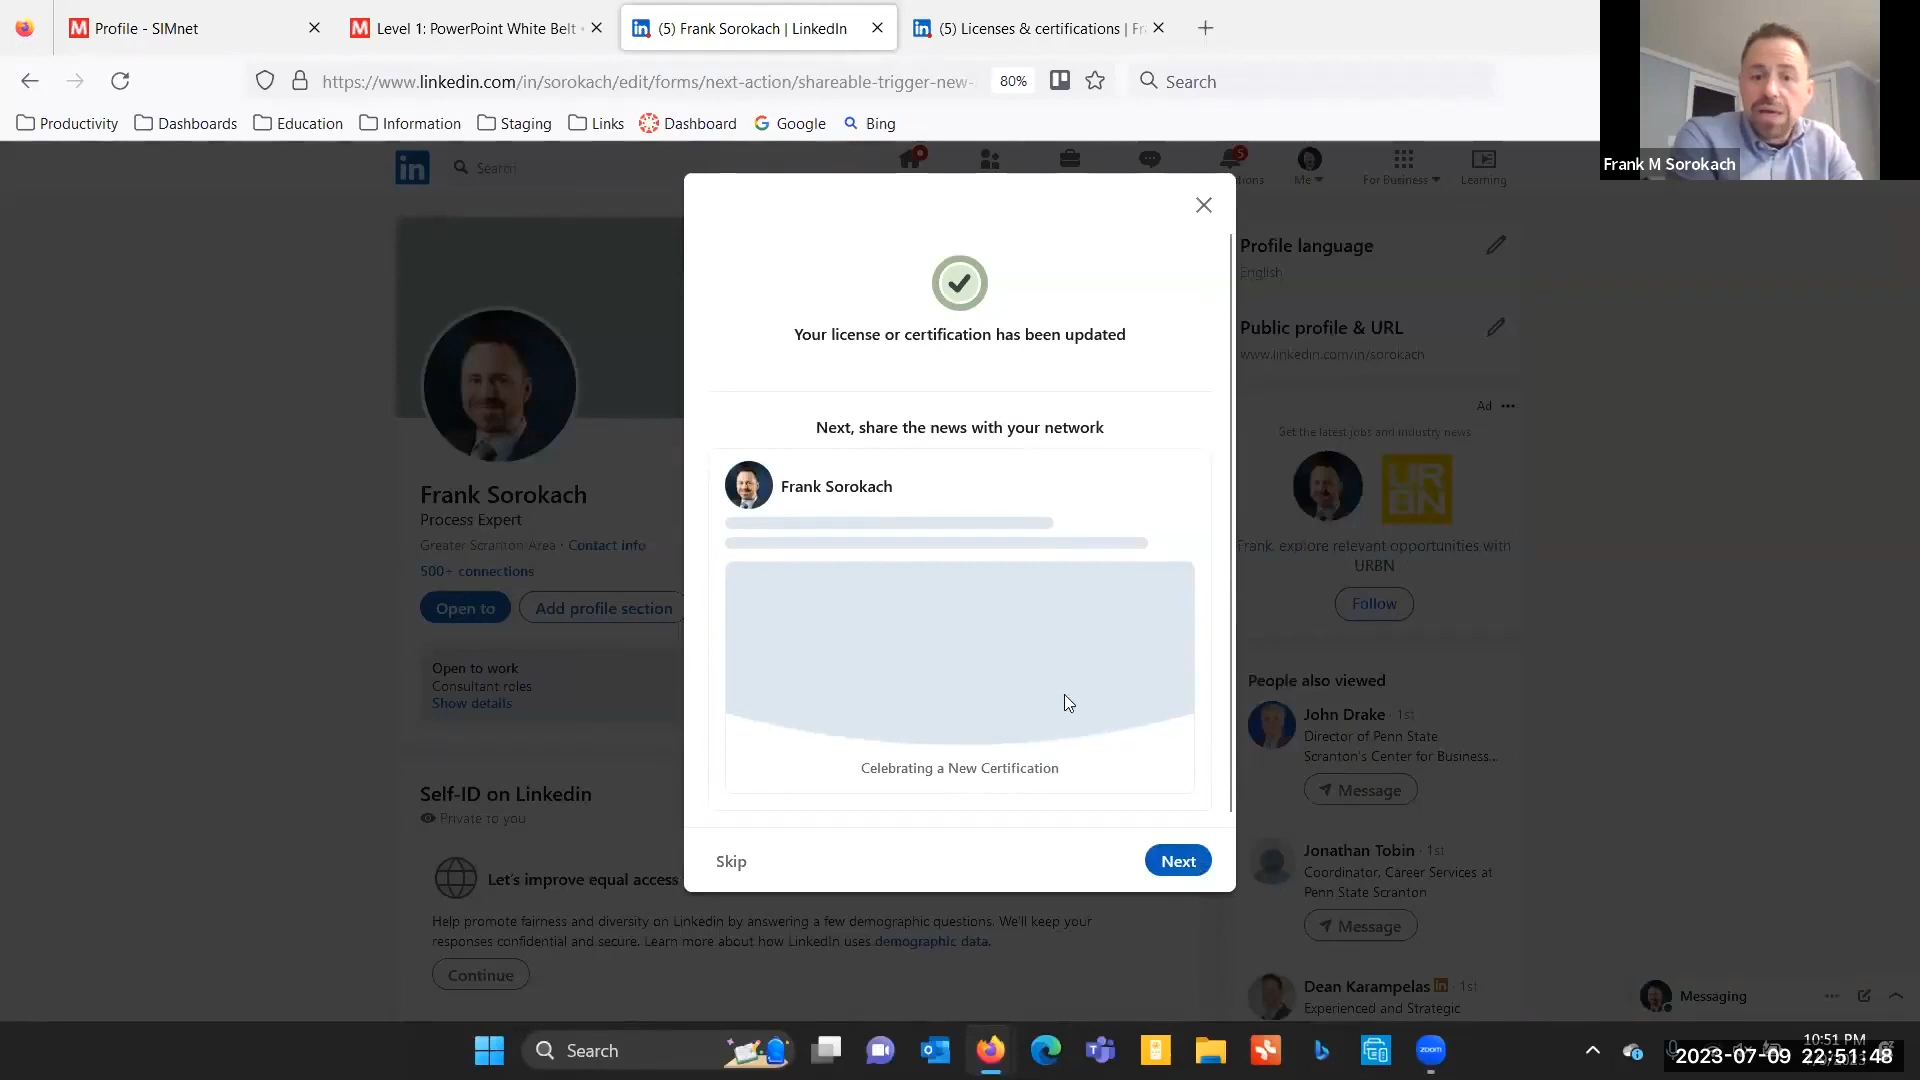 Profile - SIMnet
Level 1: PowerPoint White Belt
(5) Frank Sorokach | LinkedIn
(5) Licenses & certifications | Fr
https://www.linkedin.com/in/sorokach/edit/forms/next-action/shareable-trigger-new-
80%
Search
Productivity
Dashboards
Education
Information
Staging
Links
Dashboard
Google
Bing
Frank M Sorokach
in
Search
5
Me
For Business
Learning
Your license or certification has been updated
Next, share the news with your network
Frank Sorokach
Celebrating a New Certification
Skip
Next
Frank Sorokach
Process Expert
Greater Scranton Area · Contact info
500+ connections
Open to
Add profile section
Open to work
Consultant roles
Show details
Self-ID on Linkedin
Private to you
Let's improve equal access
Help promote fairness and diversity on Linkedin by answering a few demographic questions. We'll keep your
responses confidential and secure. Learn more about how LinkedIn uses demographic data.
Continue
Profile language
English
Public profile & URL
www.linkedin.com/in/sorokach
Ad
Get the latest jobs and industry news
URBN
Frank, explore relevant opportunities with
URBN
Follow
People also viewed
John Drake · 1st
Director of Penn State
Scranton's Center for Business...
Message
Jonathan Tobin · 1st
Coordinator, Career Services at
Penn State Scranton
Message
Dean Karampelas in · 1st
Experienced and Strategic
Messaging
Search
zoom
10:51 PM
2023-07-09 22:51:48